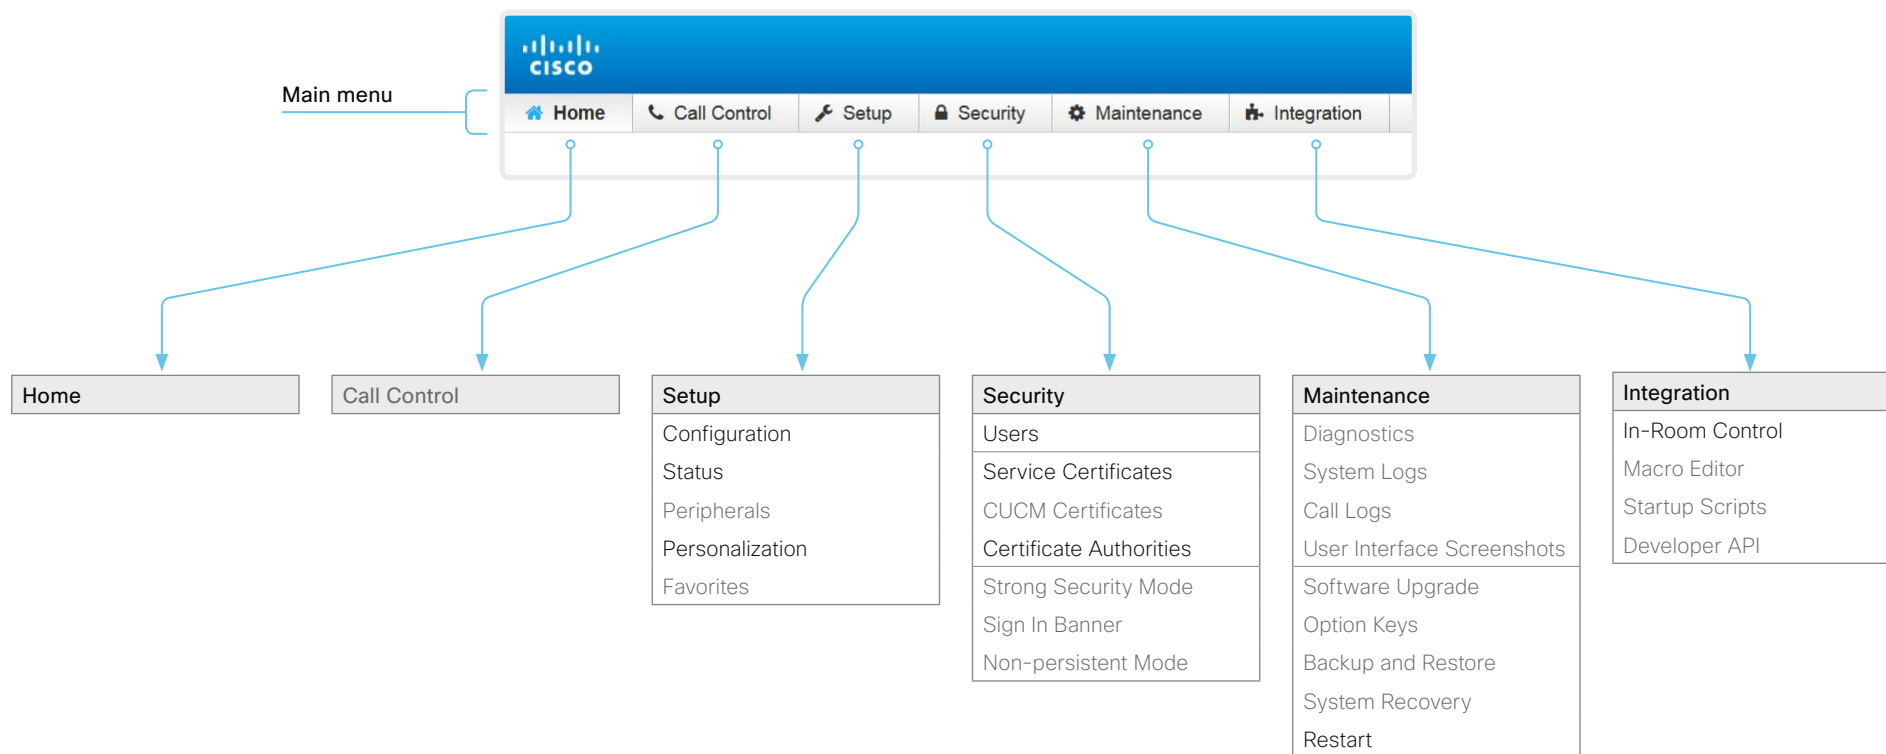 CISCO
Main menu
Home Call Control Setup Security Maintenance Integration
Home
Call Control
Setup
Configuration
Status
Peripherals
Personalization
Favorites
Security
Users
Service Certificates
CUCM Certificates
Certificate Authorities
Strong Security Mode
Sign In Banner
Non-persistent Mode
Maintenance
Diagnostics
System Logs
Call Logs
User Interface Screenshots
Software Upgrade
Option Keys
Backup and Restore
System Recovery
Restart
Integration
In-Room Control
Macro Editor
Startup Scripts
Developer API